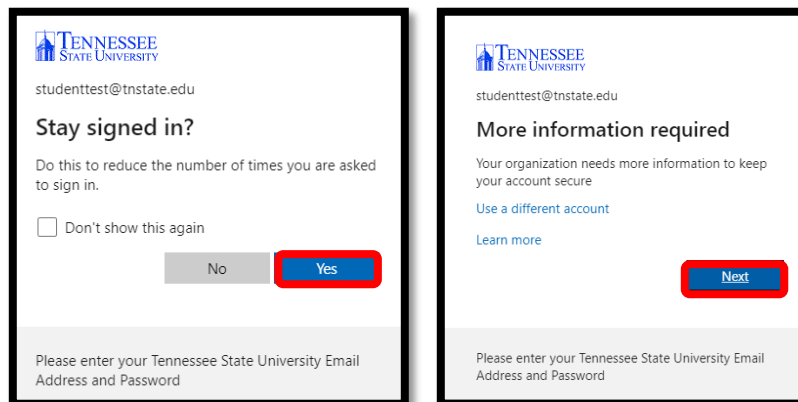 TENNESSEE
STATE UNIVERSITY
studenttest@tnstate.edu
Stay signed in?
Do this to reduce the number of times you are asked
to sign in.
Don't show this again
No
Yes
Please enter your Tennessee State University Email
Address and Password
TENNESSEE
STATE UNIVERSITY
studenttest@tnstate.edu
More information required
Your organization needs more information to keep
your account secure
Use a different account
Learn more
Next
Please enter your Tennessee State University Email
Address and Password